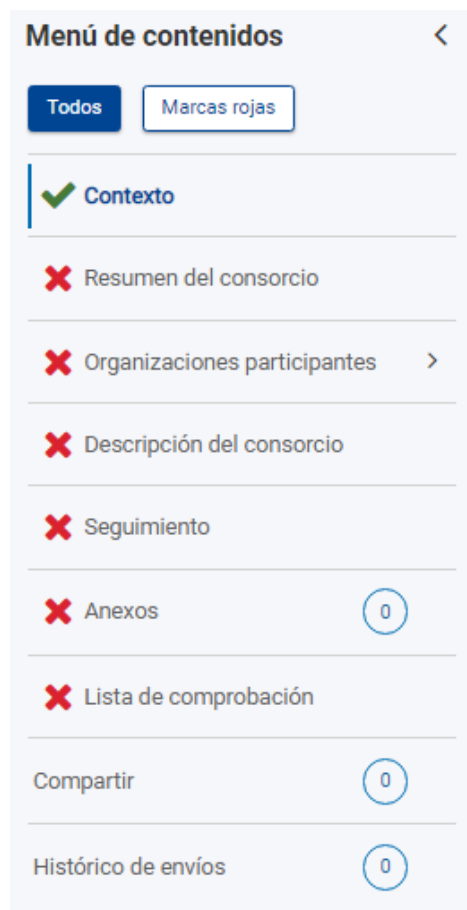 Menú de contenidos
Todos
Marcas rojas
Contexto
Resumen del consorcio
Organizaciones participantes
Descripción del consorcio
Seguimiento
Anexos 0
Lista de comprobación
Compartir 0
Histórico de envíos 0